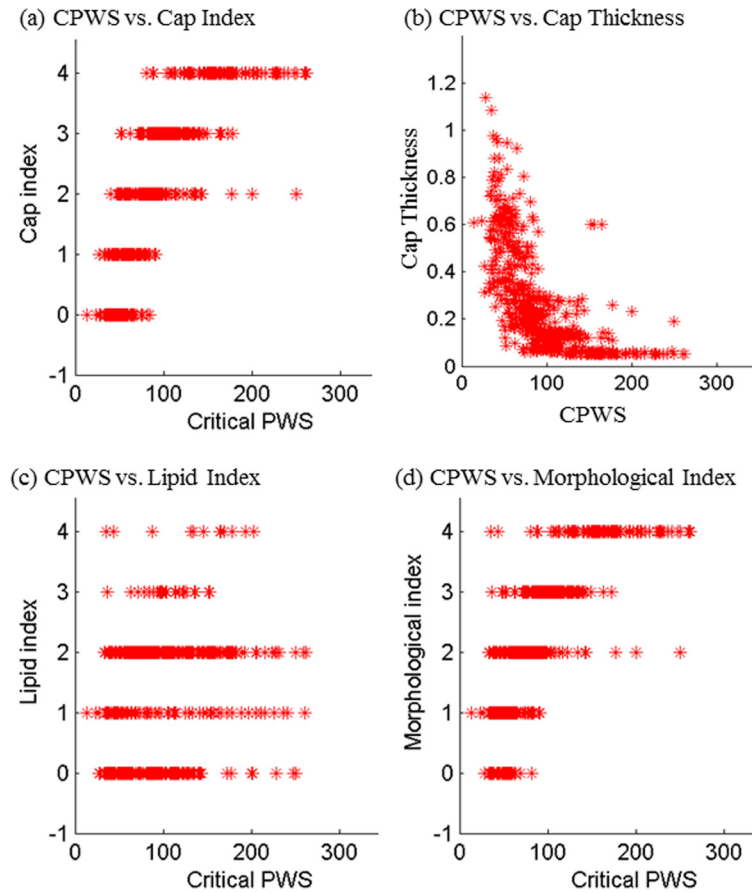 (a) CPWS vs. Cap Index
4
3
2
1
0
-1
Cap index
0 100 200 300
Critical PWS
(b) CPWS vs. Cap Thickness
1.2
1
0.8
0.6
0.4
0.2
0
Cap Thickness
0 100 200 300
CPWS
(c) CPWS vs. Lipid Index
4
3
2
1
0
-1
Lipid index
0 100 200 300
Critical PWS
(d) CPWS vs. Morphological Index
4
3
2
1
0
-1
Morphological index
0 100 200 300
Critical PWS